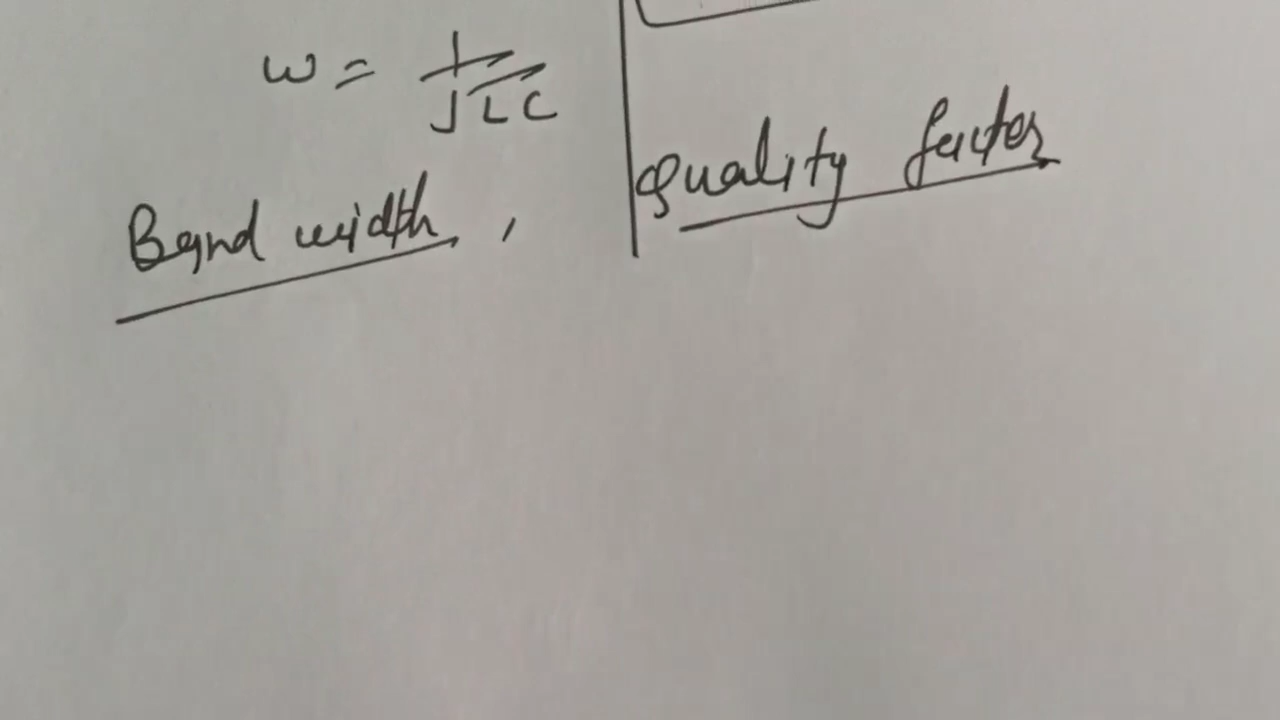 ω = 1/√LC
Band width , quality factor